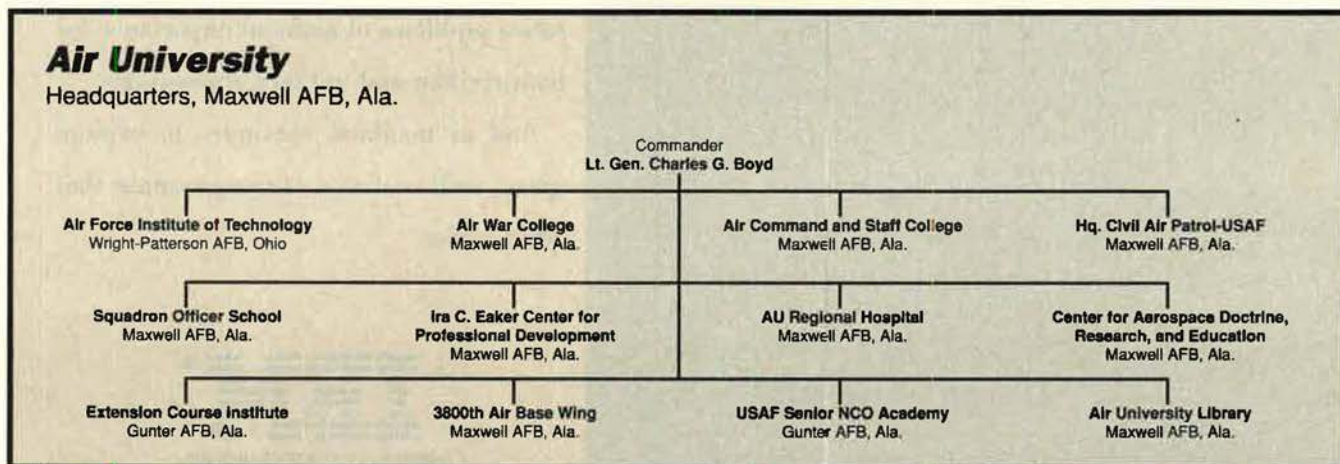 Air University
Headquarters, Maxwell AFB, Ala.
Commander
Lt. Gen. Charles G. Boyd
Air Force Institute of Technology
Wright-Patterson AFB, Ohio
Air War College
Maxwell AFB, Ala.
Air Command and Staff College
Maxwell AFB, Ala.
Hq. Civil Air Patrol-USAF
Maxwell AFB, Ala.
Squadron Officer School
Maxwell AFB, Ala.
Ira C. Eaker Center for
Professional Development
Maxwell AFB, Ala.
AU Regional Hospital
Maxwell AFB, Ala.
Center for Aerospace Doctrine,
Research, and Education
Maxwell AFB, Ala.
Extension Course Institute
Gunter AFB, Ala.
3800th Air Base Wing
Maxwell AFB, Ala.
USAF Senior NCO Academy
Gunter AFB, Ala.
Air University Library
Maxwell AFB, Ala.